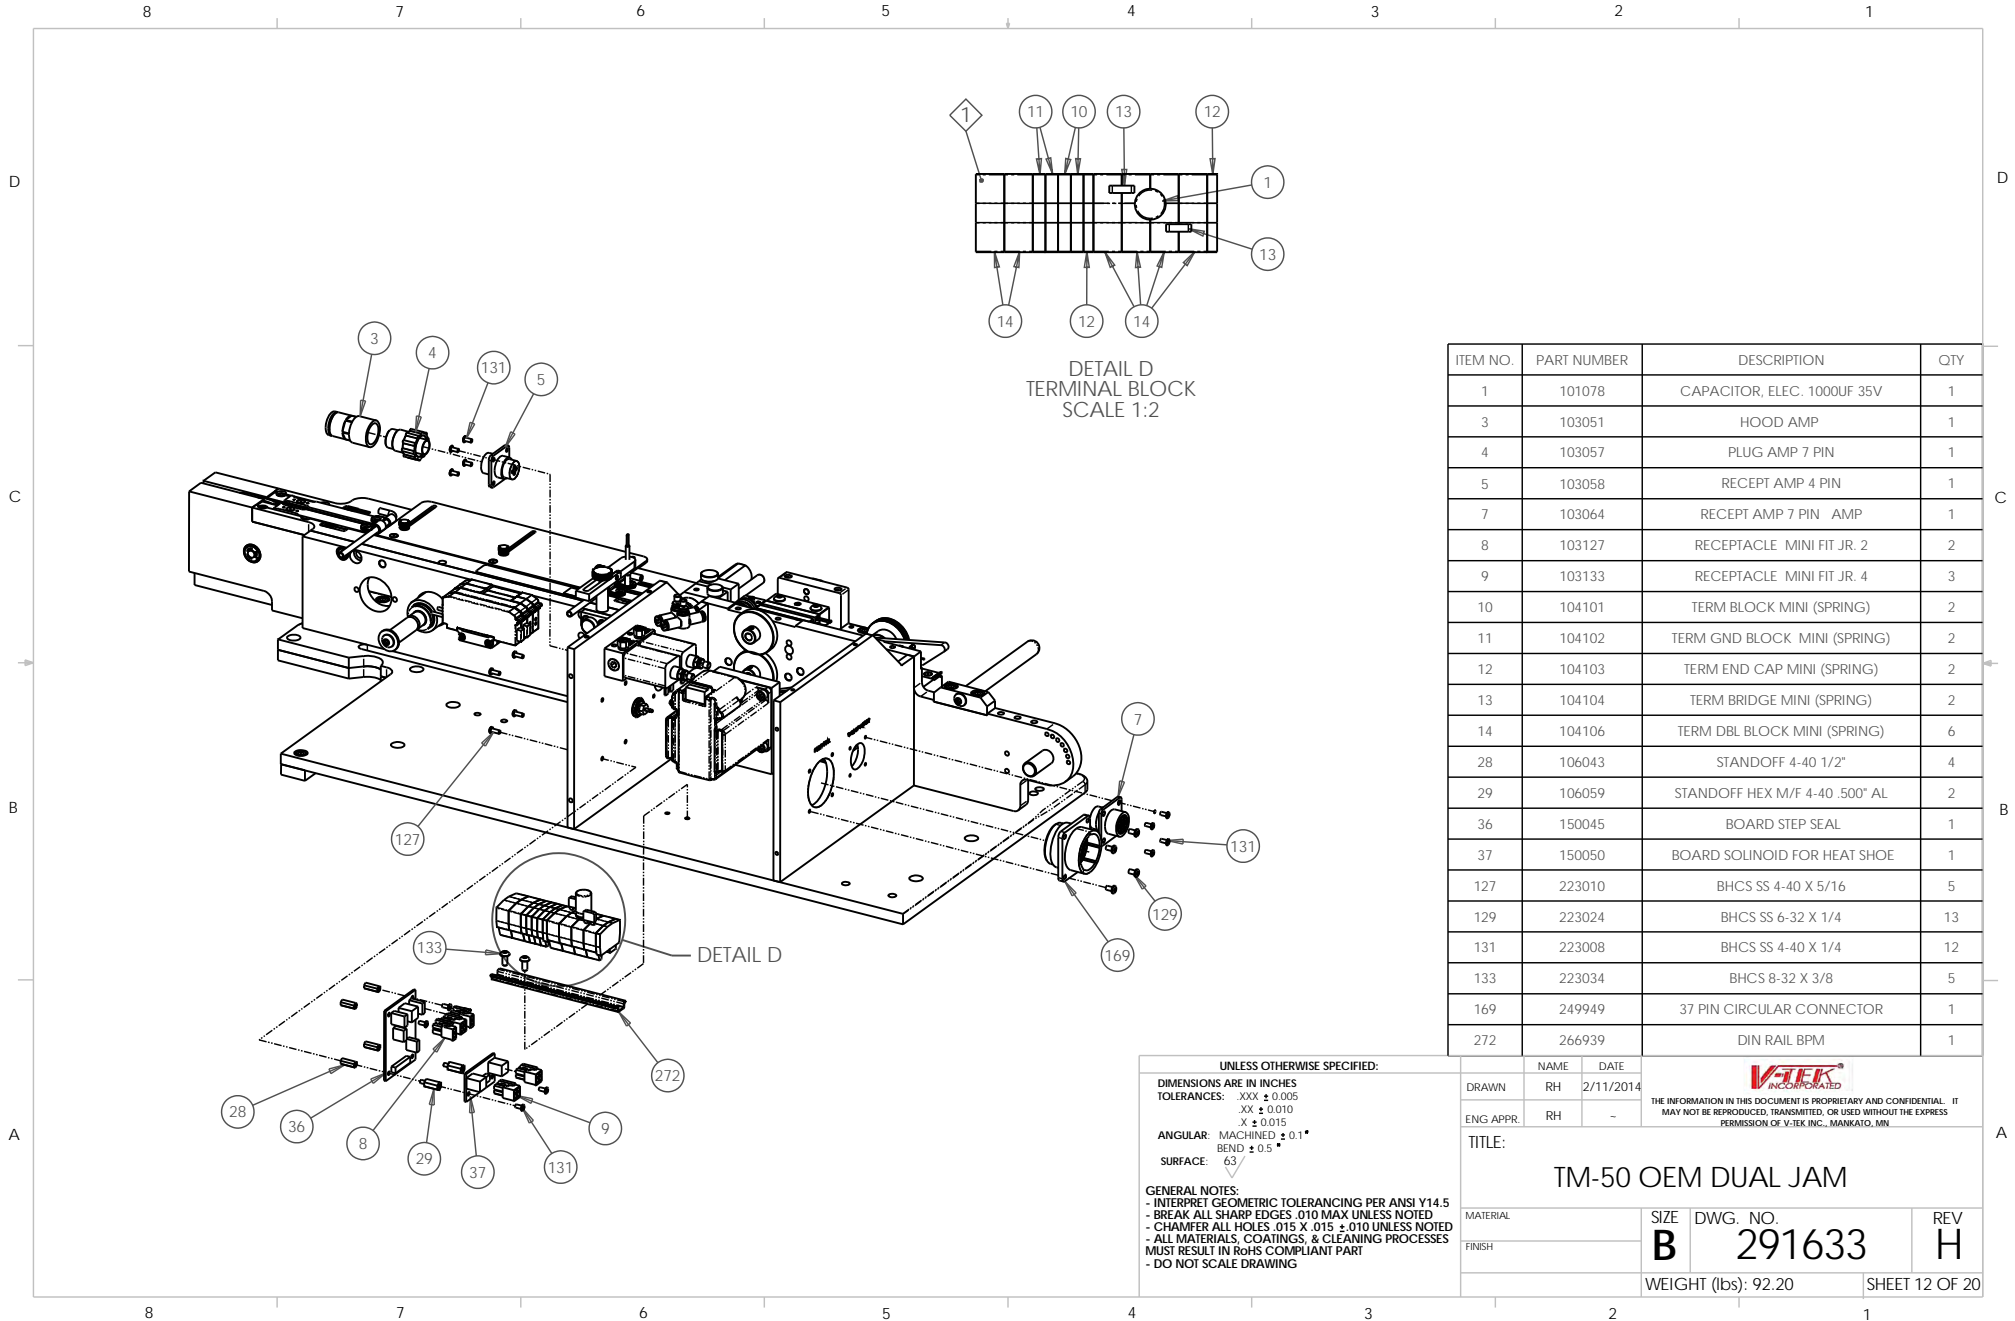 8 7 6 5 4 3 2 1
D
D
1
11
10
13
12
1
13
14
12
14
DETAIL D
TERMINAL BLOCK
SCALE 1:2
3
4
131
5
C
C
7
127
B
B
131
129
169
133
DETAIL D
272
28
36
8
29
37
131
9
A
A
ITEM NO. PART NUMBER DESCRIPTION QTY
1 101078 CAPACITOR, ELEC. 1000UF 35V 1
3 103051 HOOD AMP 1
4 103057 PLUG AMP 7 PIN 1
5 103058 RECEPT AMP 4 PIN 1
7 103064 RECEPT AMP 7 PIN AMP 1
8 103127 RECEPTACLE MINI FIT JR. 2 2
9 103133 RECEPTACLE MINI FIT JR. 4 3
10 104101 TERM BLOCK MINI (SPRING) 2
11 104102 TERM GND BLOCK MINI (SPRING) 2
12 104103 TERM END CAP MINI (SPRING) 2
13 104104 TERM BRIDGE MINI (SPRING) 2
14 104106 TERM DBL BLOCK MINI (SPRING) 6
28 106043 STANDOFF 4-40 1/2" 4
29 106059 STANDOFF HEX M/F 4-40 .500" AL 2
36 150045 BOARD STEP SEAL 1
37 150050 BOARD SOLINOID FOR HEAT SHOE 1
127 223010 BHCS SS 4-40 X 5/16 5
129 223024 BHCS SS 6-32 X 1/4 13
131 223008 BHCS SS 4-40 X 1/4 12
133 223034 BHCS 8-32 X 3/8 5
169 249949 37 PIN CIRCULAR CONNECTOR 1
272 266939 DIN RAIL BPM 1
UNLESS OTHERWISE SPECIFIED:
DIMENSIONS ARE IN INCHES
TOLERANCES: .XXX ± 0.005
.XX ± 0.010
.X ± 0.015
ANGULAR: MACHINED ± 0.1°
BEND ± 0.5 °
SURFACE: 63
GENERAL NOTES:
- INTERPRET GEOMETRIC TOLERANCING PER ANSI Y14.5
- BREAK ALL SHARP EDGES .010 MAX UNLESS NOTED
- CHAMFER ALL HOLES .015 X .015 ±.010 UNLESS NOTED
- ALL MATERIALS, COATINGS, & CLEANING PROCESSES
MUST RESULT IN RoHS COMPLIANT PART
- DO NOT SCALE DRAWING
NAME DATE
DRAWN RH 2/11/2014
ENG APPR. RH ~
V-TEK
INCORPORATED
THE INFORMATION IN THIS DOCUMENT IS PROPRIETARY AND CONFIDENTIAL. IT
MAY NOT BE REPRODUCED, TRANSMITTED, OR USED WITHOUT THE EXPRESS
PERMISSION OF V-TEK INC., MANKATO, MN
TITLE:
TM-50 OEM DUAL JAM
MATERIAL
FINISH
SIZE
B
DWG. NO.
291633
REV
H
WEIGHT (lbs): 92.20
SHEET 12 OF 20
8 7 6 5 4 3 2 1